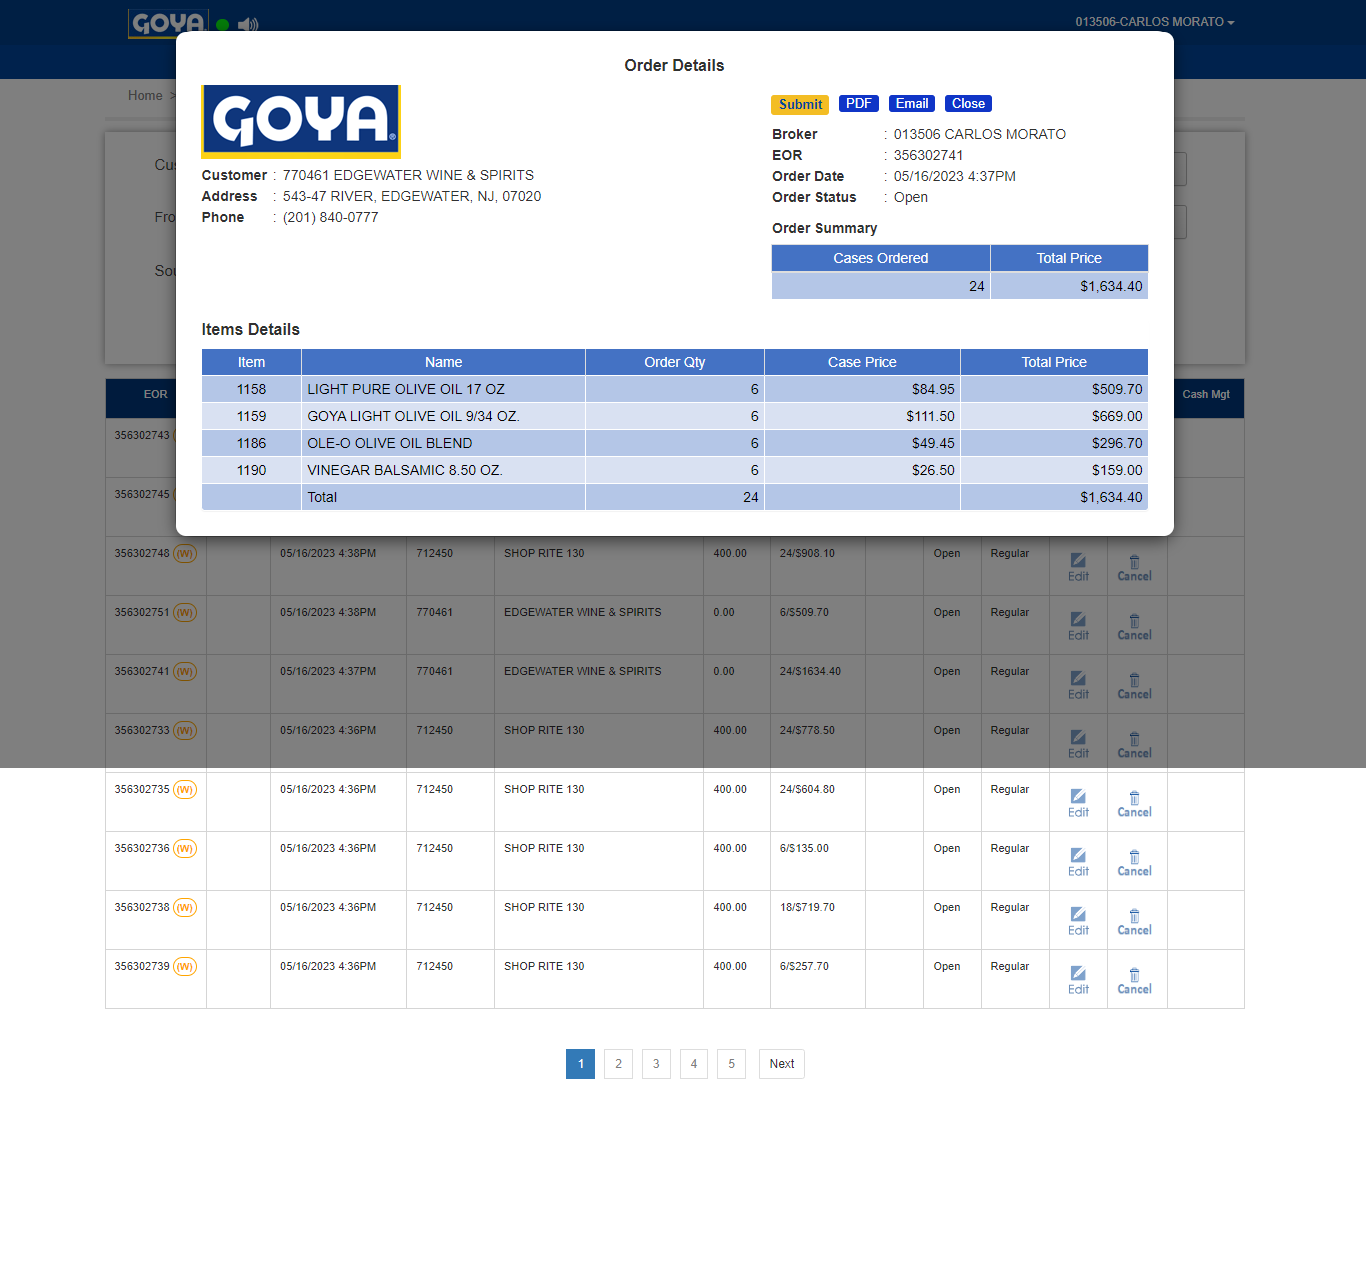 GOYA
013506-CARLOS MORATO
Home >
Order Details
GOYA
Submit PDF Email Close
Broker : 013506 CARLOS MORATO
EOR : 356302741
Order Date : 05/16/2023 4:37PM
Order Status : Open
Customer : 770461 EDGEWATER WINE & SPIRITS
Address : 543-47 RIVER, EDGEWATER, NJ, 07020
Phone : (201) 840-0777
Order Summary
Cases Ordered Total Price
24 $1,634.40
Items Details
Item Name Order Qty Case Price Total Price
1158 LIGHT PURE OLIVE OIL 17 OZ 6 $84.95 $509.70
1159 GOYA LIGHT OLIVE OIL 9/34 OZ. 6 $111.50 $669.00
1186 OLE-O OLIVE OIL BLEND 6 $49.45 $296.70
1190 VINEGAR BALSAMIC 8.50 OZ. 6 $26.50 $159.00
Total 24 $1,634.40
Cus
Fro
Sou
EOR Cash Mgt
356302743
356302745
356302748 (W) 05/16/2023 4:38PM 712450 SHOP RITE 130 400.00 24/$908.10 Open Regular Edit Cancel
356302751 (W) 05/16/2023 4:38PM 770461 EDGEWATER WINE & SPIRITS 0.00 6/$509.70 Open Regular Edit Cancel
356302741 (W) 05/16/2023 4:37PM 770461 EDGEWATER WINE & SPIRITS 0.00 24/$1634.40 Open Regular Edit Cancel
356302733 (W) 05/16/2023 4:36PM 712450 SHOP RITE 130 400.00 24/$778.50 Open Regular Edit Cancel
356302735 (W) 05/16/2023 4:36PM 712450 SHOP RITE 130 400.00 24/$604.80 Open Regular Edit Cancel
356302736 (W) 05/16/2023 4:36PM 712450 SHOP RITE 130 400.00 6/$135.00 Open Regular Edit Cancel
356302738 (W) 05/16/2023 4:36PM 712450 SHOP RITE 130 400.00 18/$719.70 Open Regular Edit Cancel
356302739 (W) 05/16/2023 4:36PM 712450 SHOP RITE 130 400.00 6/$257.70 Open Regular Edit Cancel
1 2 3 4 5 Next